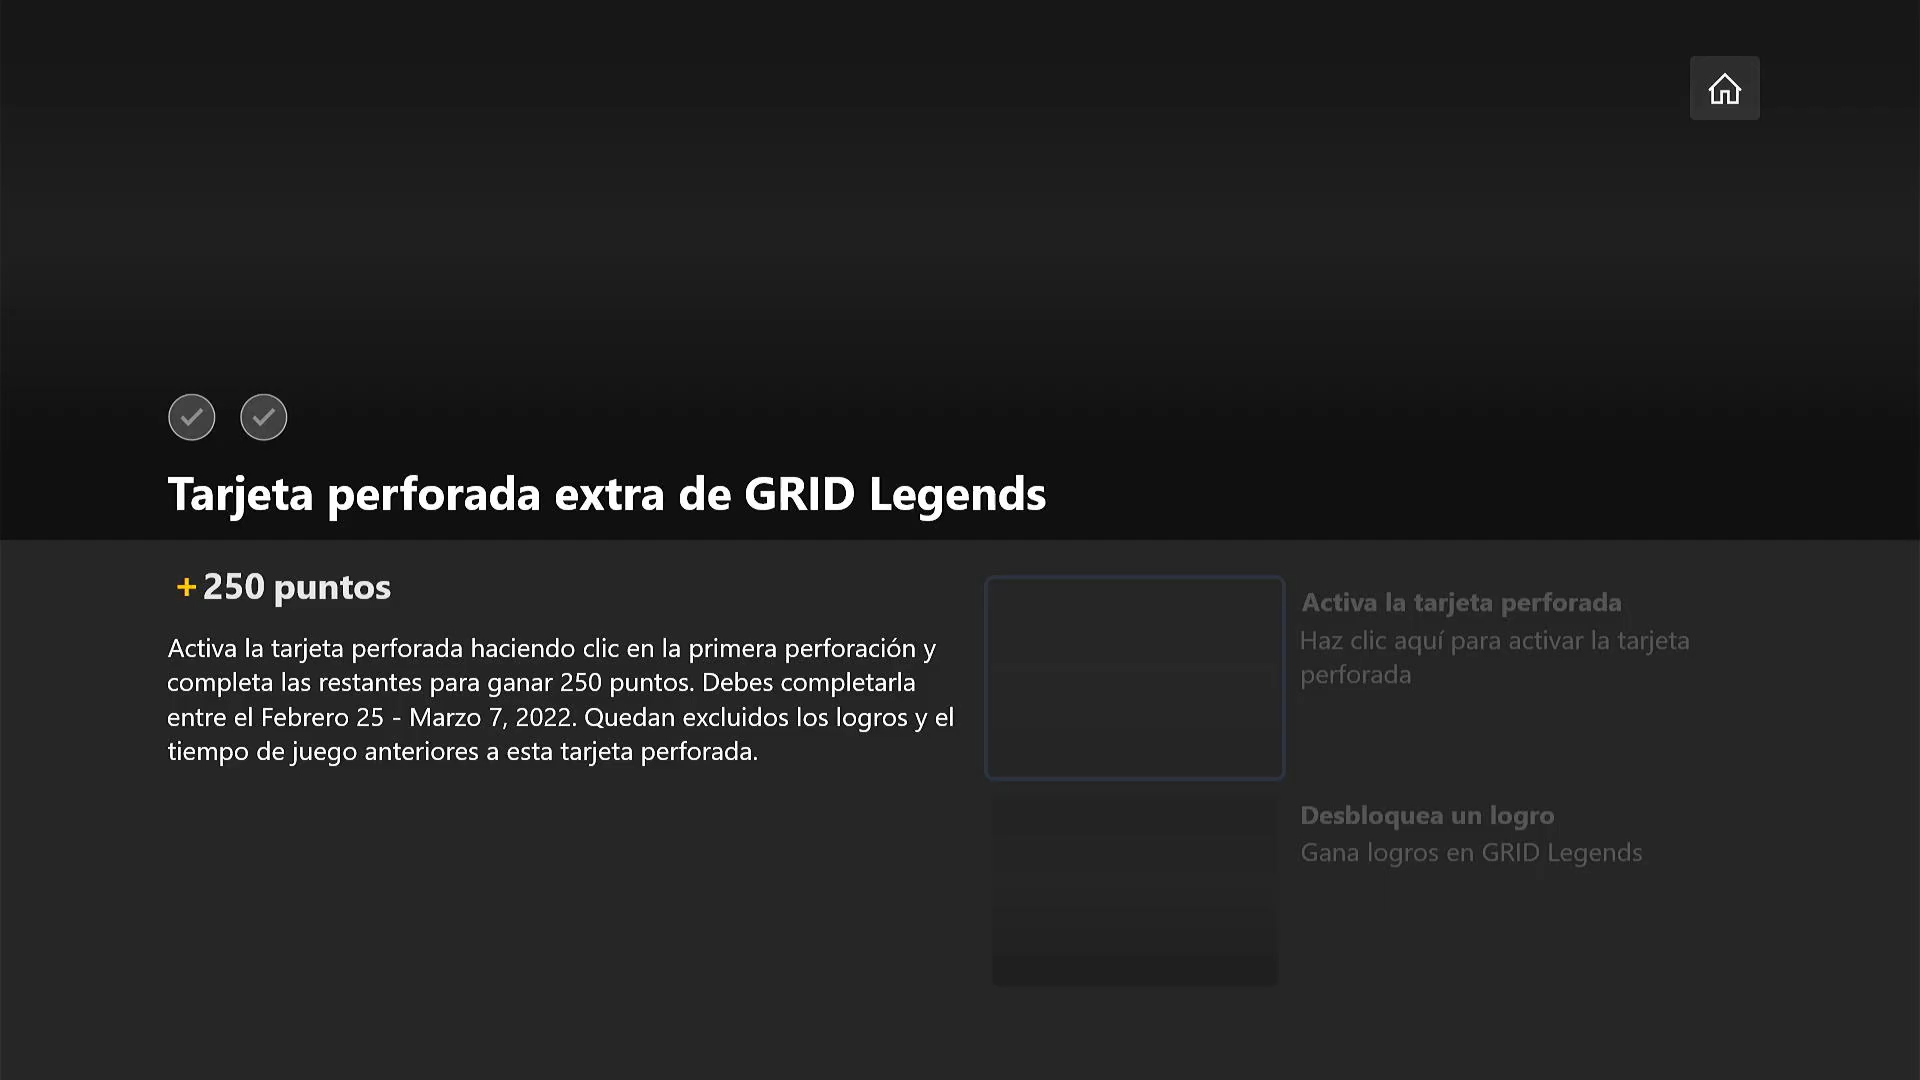 Tarjeta perforada extra de GRID Legends
+250 puntos
Activa la tarjeta perforada haciendo clic en la primera perforación y
completa las restantes para ganar 250 puntos. Debes completarla
entre el Febrero 25 - Marzo 7, 2022. Quedan excluidos los logros y el
tiempo de juego anteriores a esta tarjeta perforada.
Activa la tarjeta perforada
Haz clic aquí para activar la tarjeta
perforada
Desbloquea un logro
Gana logros en GRID Legends